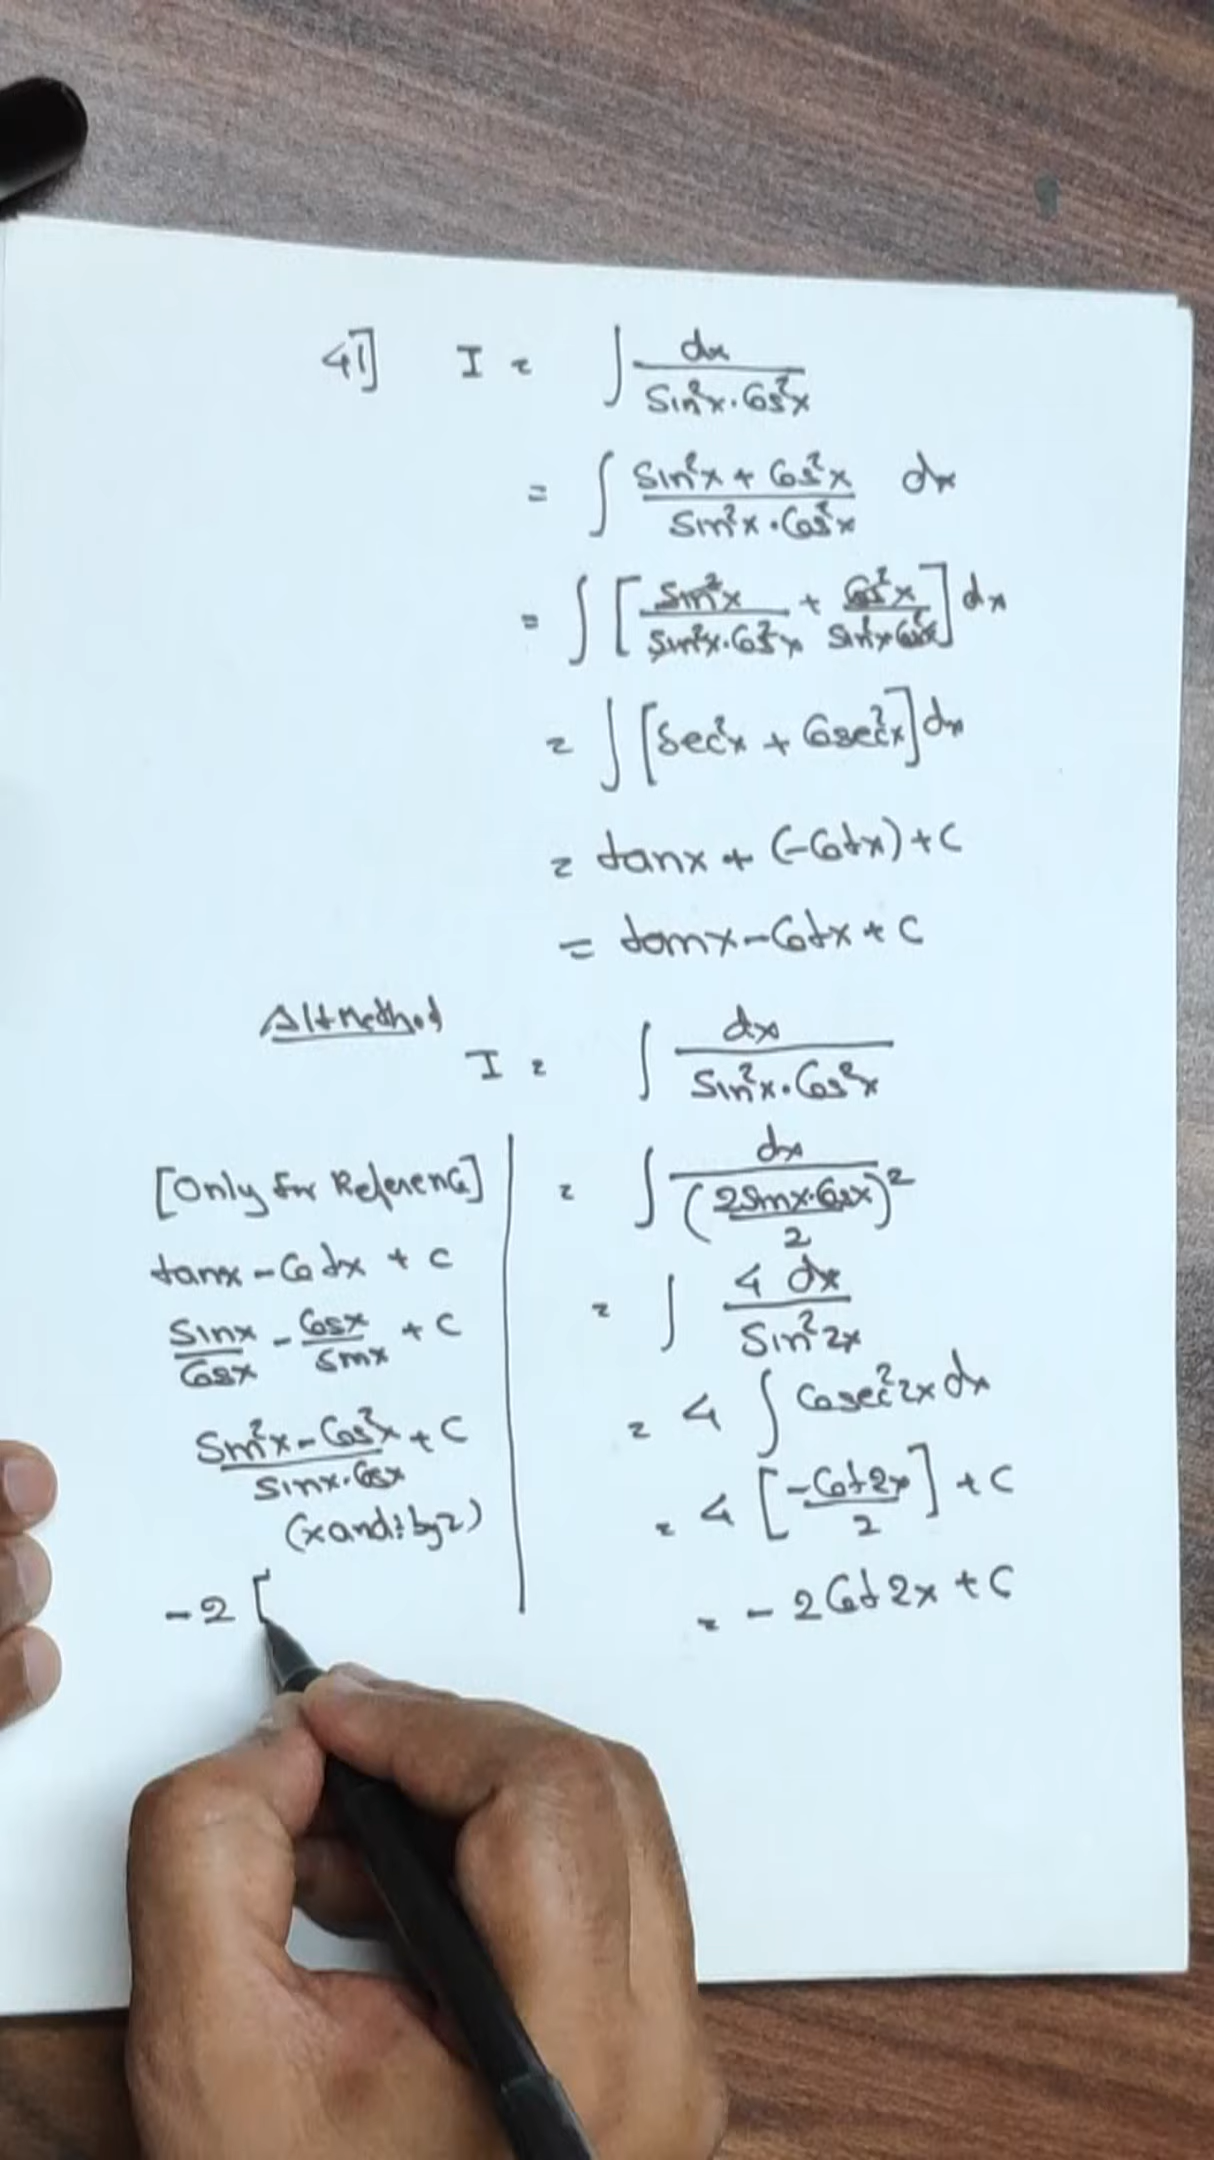 41] I = ∫ dx / Sin²x·Cos²x
= ∫ Sin²x + Cos²x / Sin²x·Cos²x dx
= ∫ [Sin²x / Sin²x·Cos²x + Cos²x / Sin²x Cos²x] dx
= ∫ [Sec²x + Cosec²x] dx
= tanx + (-Cotx) + C
= tanx - Cotx + C
Alt Method
I = ∫ dx / Sin²x·Cos²x
= ∫ dx / (2Sinx·Cosx / 2)²
= ∫ 4 dx / Sin²2x
= 4 ∫ Cosec²2x dx
= 4 [-Cot2x / 2] + C
= -2Cot2x + C
[Only for Reference]
tanx - Cotx + C
Sinx / Cosx - Cosx / Sinx + C
Sin²x - Cos²x / Sinx·Cosx + C
(x and ÷ by 2)
-2 [